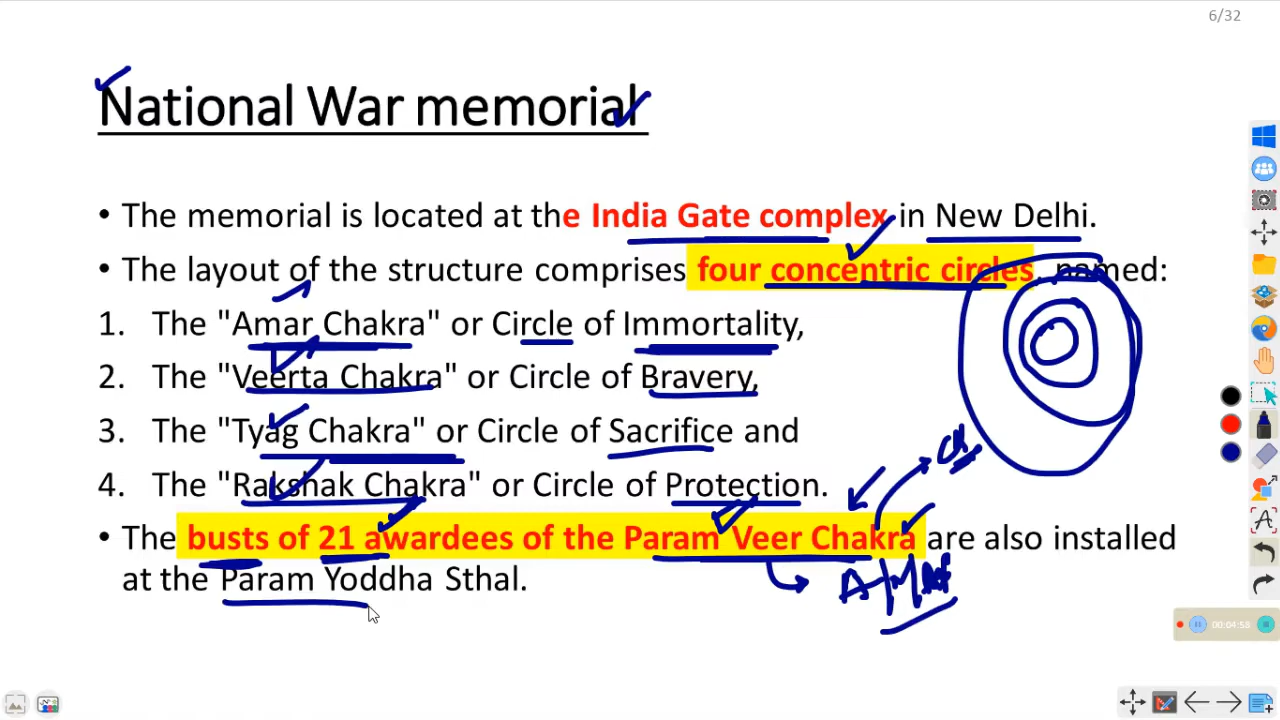 6/32
National War memorial
• The memorial is located at the India Gate complex in New Delhi.
• The layout of the structure comprises four concentric circles, named:
1. The "Amar Chakra" or Circle of Immortality,
2. The "Veerta Chakra" or Circle of Bravery,
3. The "Tyag Chakra" or Circle of Sacrifice and
4. The "Rakshak Chakra" or Circle of Protection.
• The busts of 21 awardees of the Param Veer Chakra are also installed
at the Param Yoddha Sthal.
00:04:58